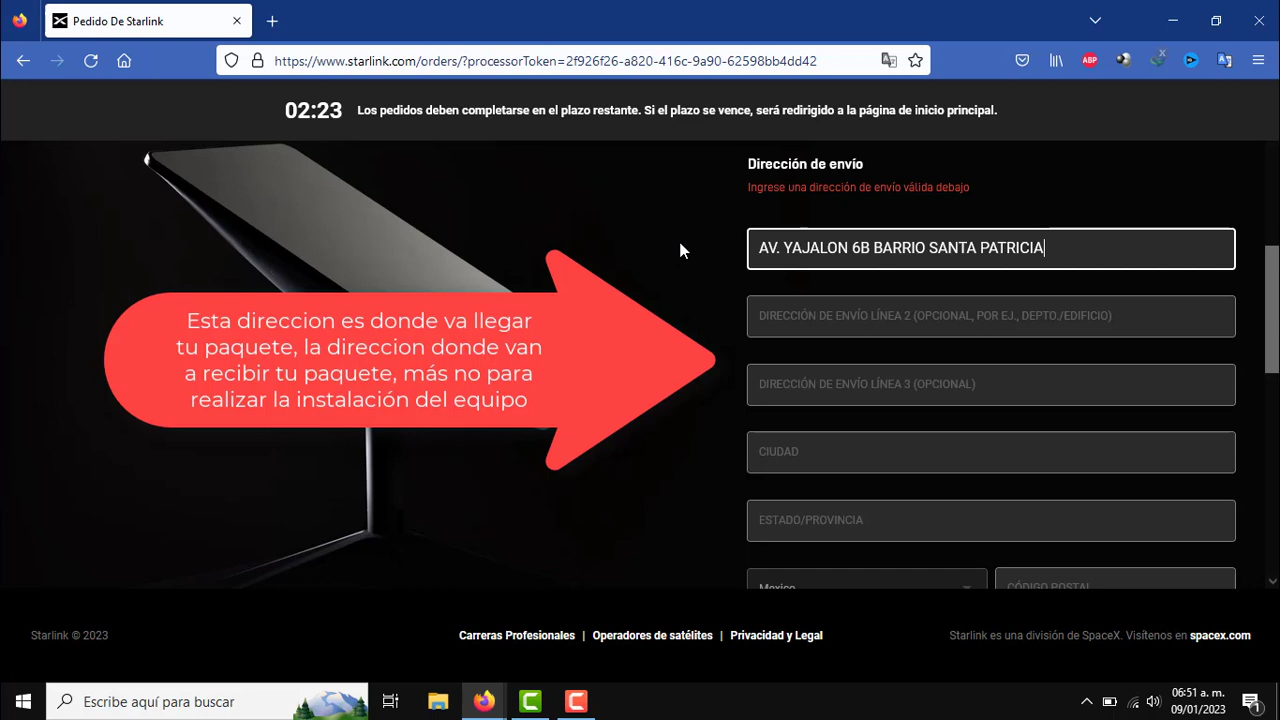 Pedido De Starlink
https://www.starlink.com/orders/?processorToken=2f926f26-a820-416c-9a90-62598bb4dd42
ABP
02:23 Los pedidos deben completarse en el plazo restante. Si el plazo se vence, será redirigido a la página de inicio principal.
Dirección de envío
Ingrese una dirección de envío válida debajo
AV. YAJALON 6B BARRIO SANTA PATRICIA
DIRECCIÓN DE ENVÍO LÍNEA 2 (OPCIONAL, POR EJ., DEPTO./EDIFICIO)
DIRECCIÓN DE ENVÍO LÍNEA 3 (OPCIONAL)
CIUDAD
ESTADO/PROVINCIA
Mexico
CÓDIGO POSTAL
Esta direccion es donde va llegar
tu paquete, la direccion donde van
a recibir tu paquete, más no para
realizar la instalación del equipo
Starlink © 2023
Carreras Profesionales | Operadores de satélites | Privacidad y Legal
Starlink es una división de SpaceX. Visítenos en spacex.com
Escribe aquí para buscar
06:51 a. m.
09/01/2023
1